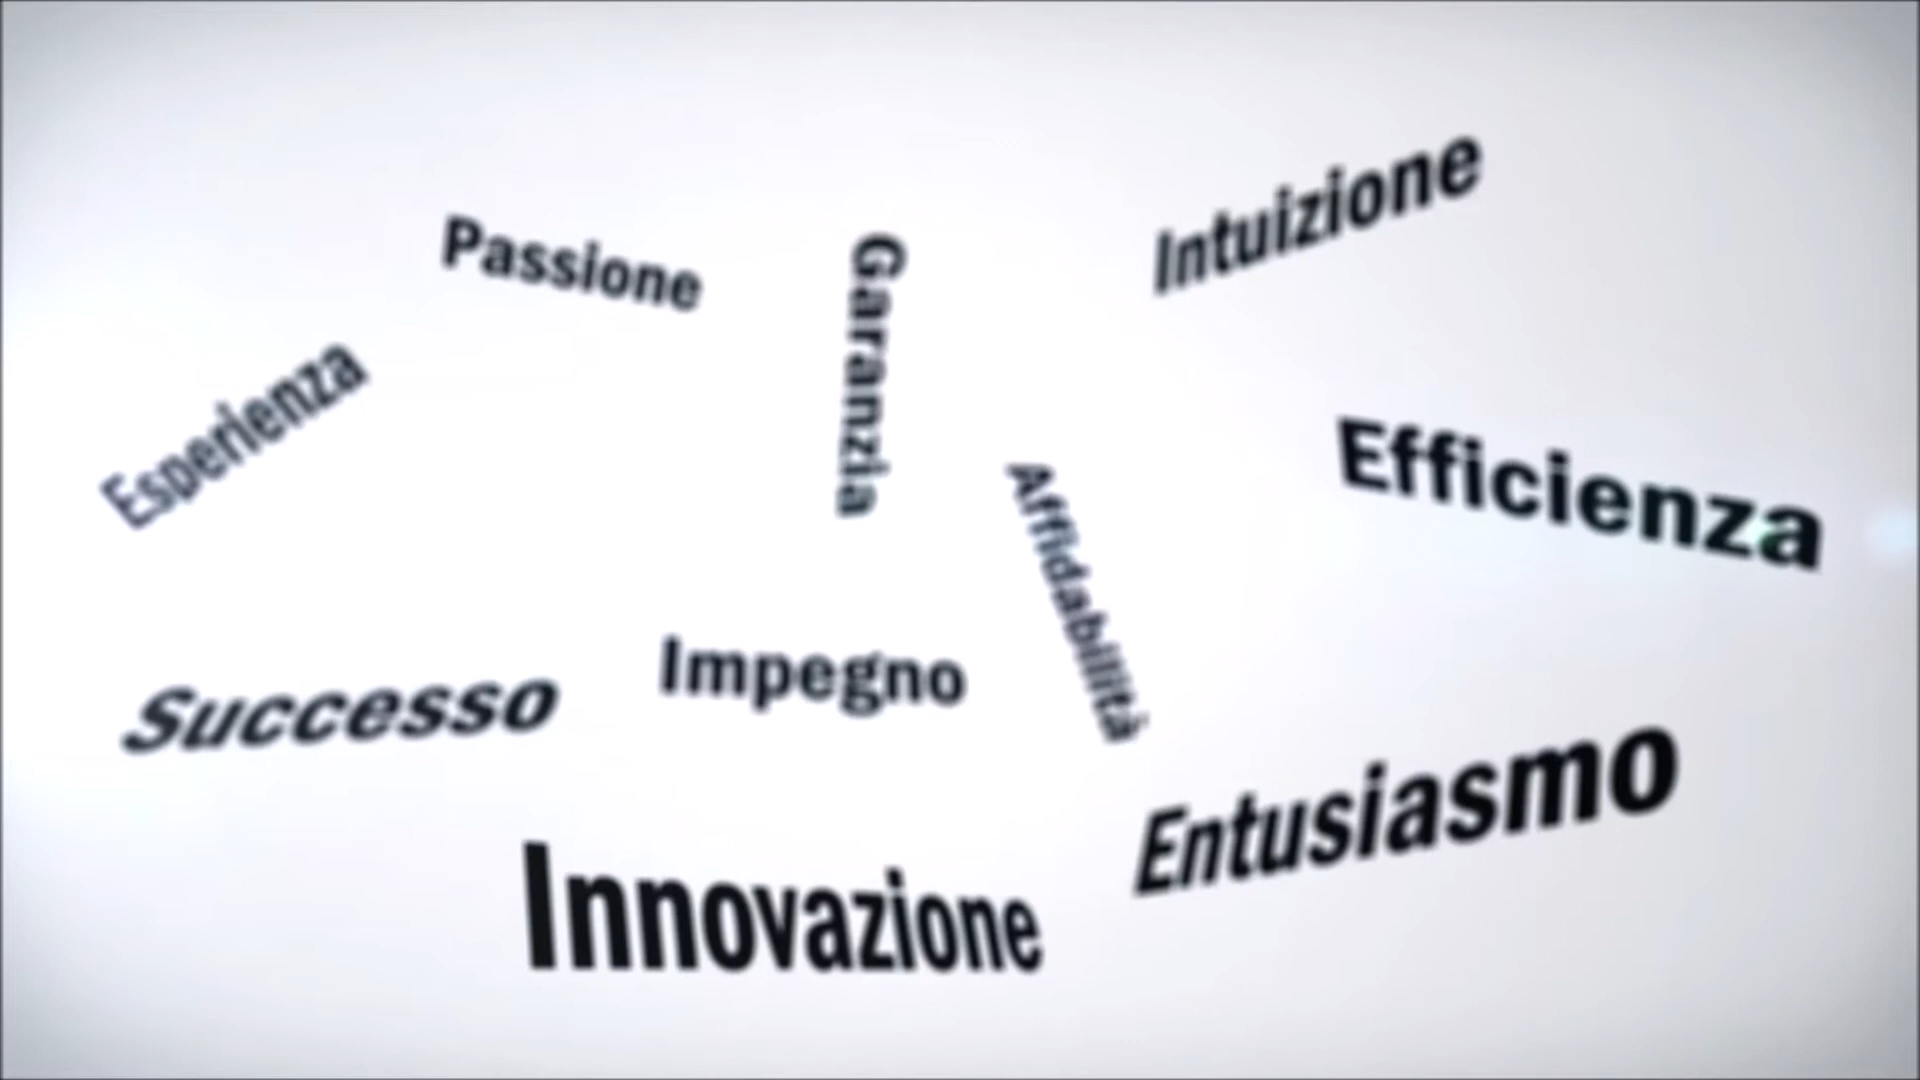 Intuizione
Passione
Garanzia
Esperienza
Efficienza
Affidabilità
Impegno
Successo
Entusiasmo
Innovazione